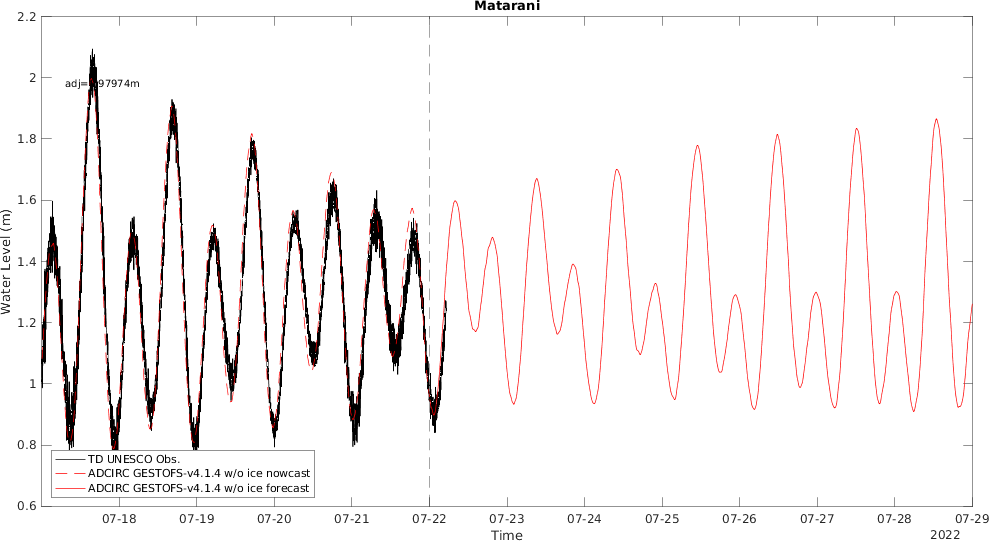 Matarani
2.2
2
1.8
1.6
1.4
1.2
1
0.8
0.6
Water Level (m)
TD UNESCO Obs.
ADCIRC GESTOFS-v4.1.4 w/o ice nowcast
ADCIRC GESTOFS-v4.1.4 w/o ice forecast
07-18 07-19 07-20 07-21 07-22 07-23 07-24 07-25 07-26 07-27 07-28 07-29
Time
2022